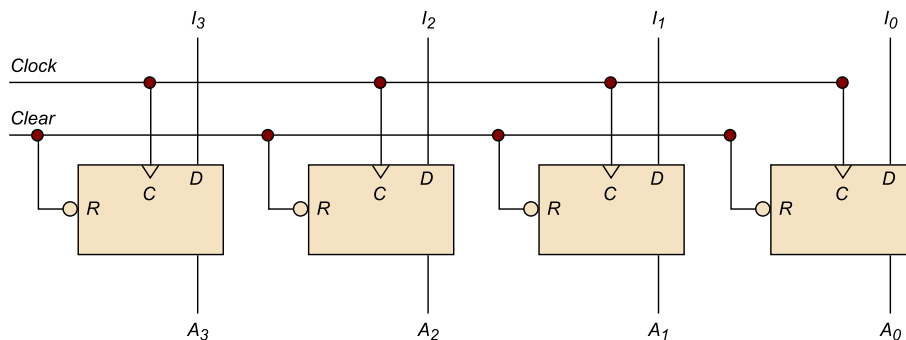 I3 I2 I1 I0
Clock
Clear
C D C D C D C D
R R R R
A3 A2 A1 A0